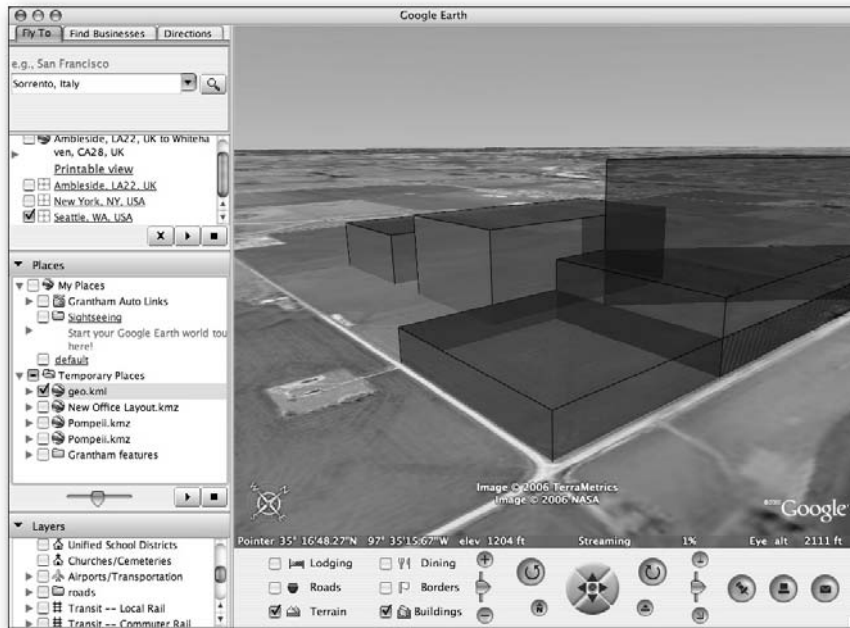 Google Earth
Fly To
Find Businesses
Directions
e.g., San Francisco
Sorrento, Italy
Ambleside, LA22, UK to Whiteha
ven, CA28, UK
Printable view
Ambleside, LA22, UK
New York, NY, USA
Seattle, WA, USA
Places
My Places
Grantham Auto Links
Sightseeing
Start your Google Earth world tou
here!
default
Temporary Places
geo.kml
New Office Layout.kmz
Pompeii.kmz
Pompeii.kmz
Grantham features
Layers
Unified School Districts
Churches/Cemeteries
Airports/Transportation
roads
Transit -- Local Rail
Transit -- Commuter Rail
Image © 2006 TerraMetrics
Image © 2006 NASA
Google
Pointer 35° 16'48.27"N 97° 35'15.67"W elev 1204 ft Streaming 1% Eye alt 2111 ft
Lodging
Dining
Roads
Borders
Terrain
Buildings